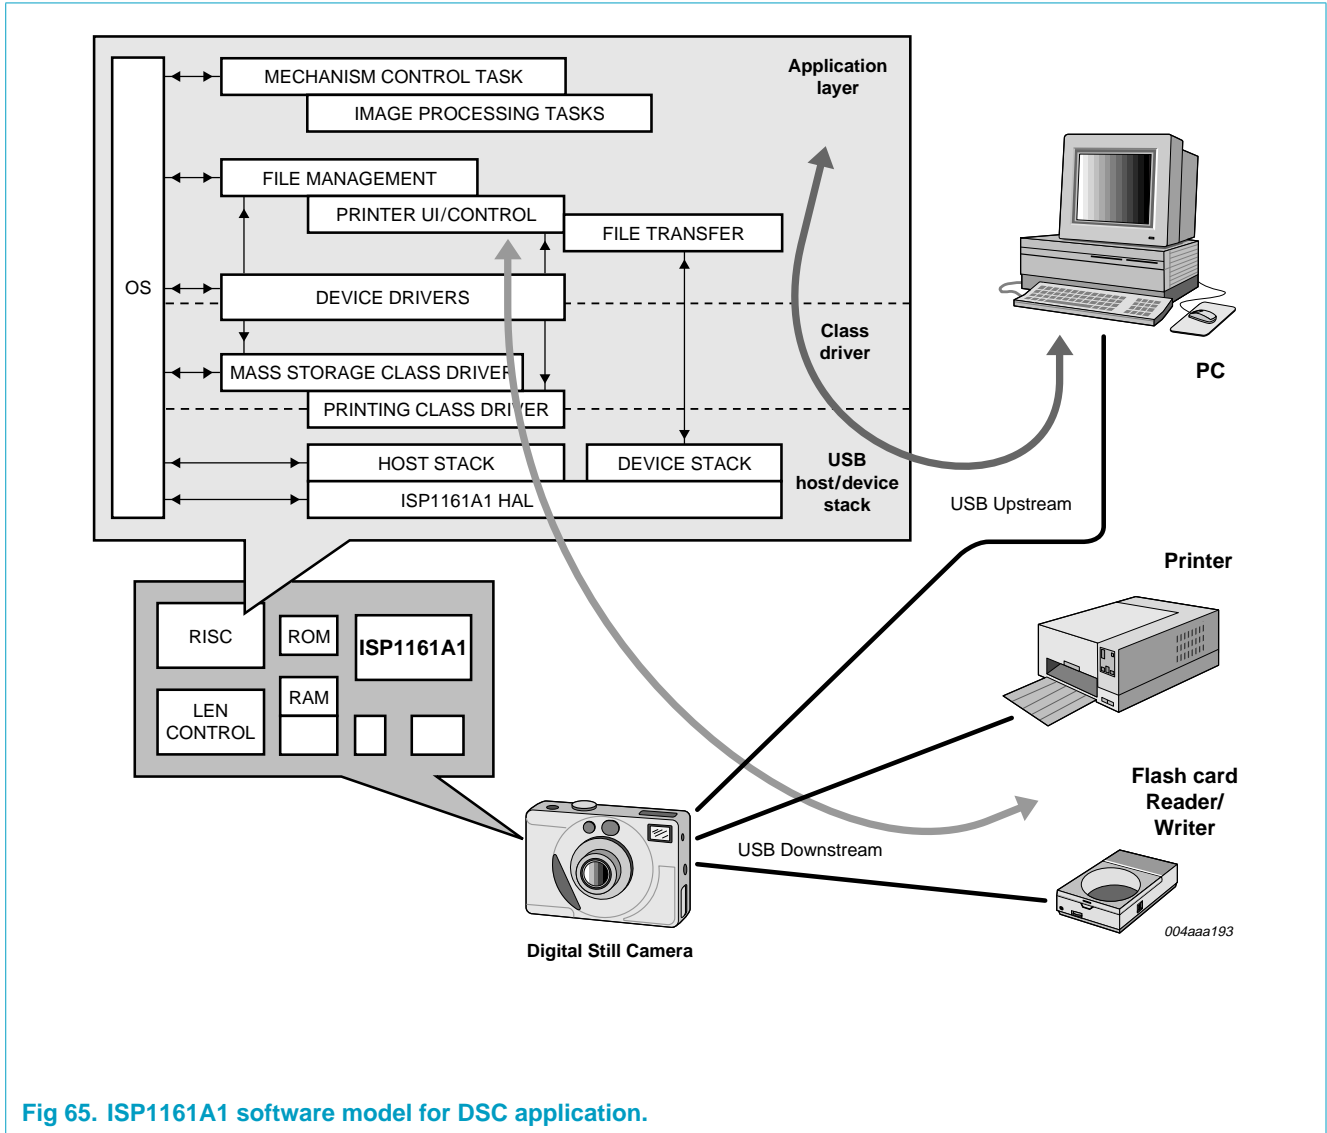 MECHANISM CONTROL TASK
IMAGE PROCESSING TASKS
Application
layer
FILE MANAGEMENT
PRINTER UI/CONTROL
FILE TRANSFER
OS
DEVICE DRIVERS
Class
driver
MASS STORAGE CLASS DRIVER
PRINTING CLASS DRIVER
HOST STACK
DEVICE STACK
USB
host/device
stack
ISP1161A1 HAL
PC
USB Upstream
Printer
RISC
ROM
ISP1161A1
LEN
CONTROL
RAM
Flash card
Reader/
Writer
USB Downstream
004aaa193
Digital Still Camera
Fig 65. ISP1161A1 software model for DSC application.